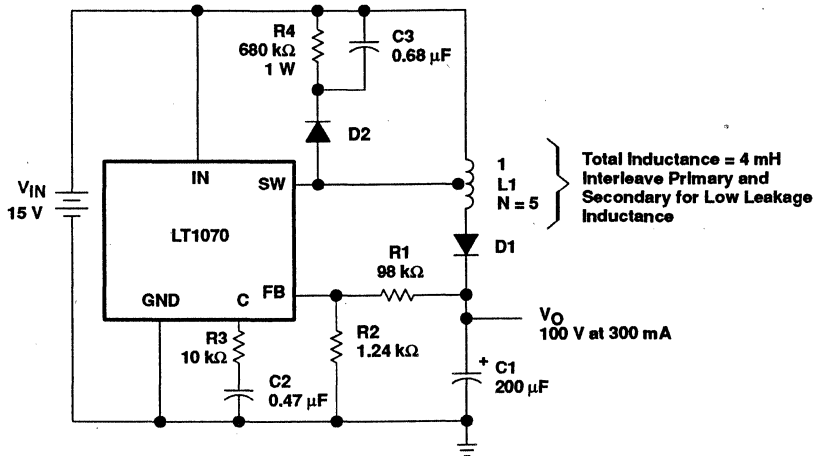 R4
680 kΩ
1 W
C3
0.68 µF
D2
IN
SW
1
L1
N = 5
Total Inductance = 4 mH
Interleave Primary and
Secondary for Low Leakage
Inductance
VIN
15 V
LT1070
D1
R1
98 kΩ
GND
C
FB
VO
100 V at 300 mA
R3
10 kΩ
R2
1.24 kΩ
+
C1
200 µF
C2
0.47 µF